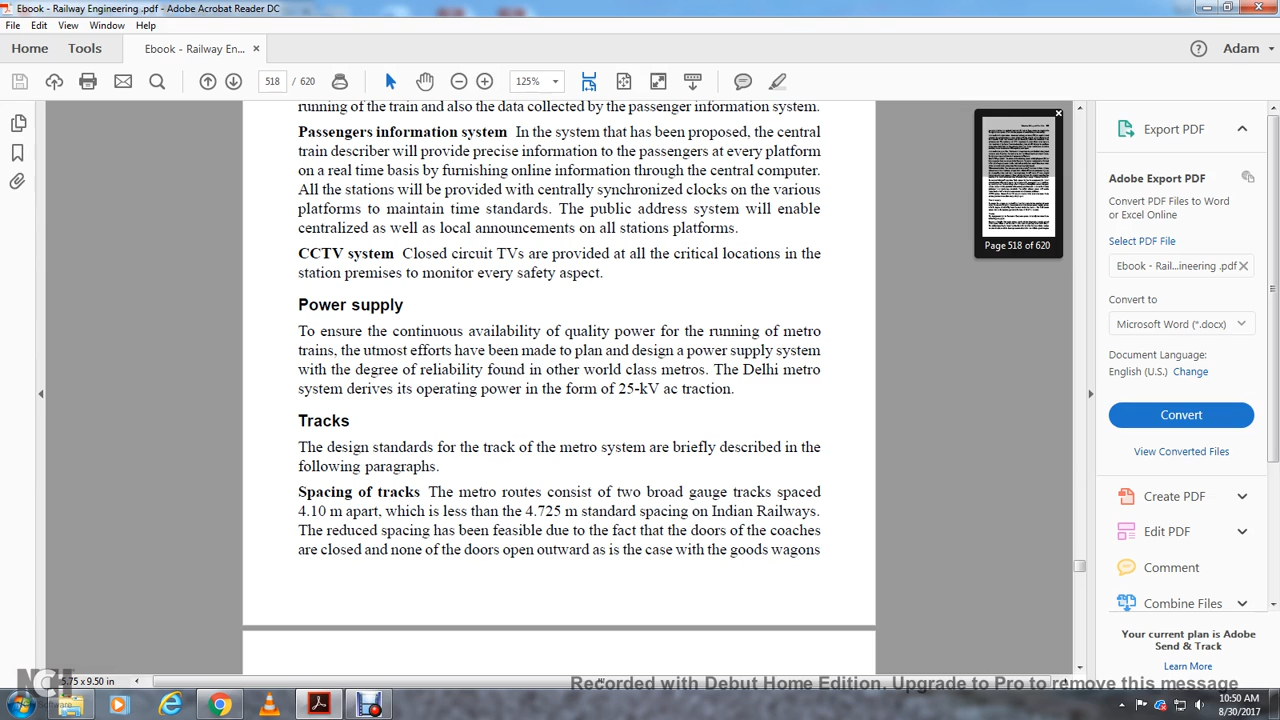 Ebook - Railway Engineering .pdf - Adobe Acrobat Reader DC
File Edit View Window Help
Home Tools Ebook - Railway En... × Adam
518 / 620 125%
running of the train and also the data collected by the passenger information system.
Passengers information system In the system that has been proposed, the central
describer will provide precise information to the passengers at every platform
time basis by furnishing online information through the central computer.
All the stations will be provided with centrally synchronized clocks on the various
platforms to maintain time standards. The public address system will enable
centralized as well as local announcements on all stations platforms.
CCTV system Closed circuit TVs are provided at all the critical locations in the
station premises to monitor every safety aspect.
Power supply
To ensure the continuous availability of quality power for the running of metro
trains, the utmost efforts have been made to plan and design a power supply system
with the degree of reliability found in other world class metros. The Delhi metro
system derives its operating power in the form of 25-kV ac traction.
Tracks
The design standards for the track of the metro system are briefly described in the
following paragraphs.
Spacing of tracks The metro routes consist of two broad gauge tracks spaced
4.10 m apart, which is less than the 4.725 m standard spacing on Indian Railways.
The reduced spacing has been feasible due to the fact that the doors of the coaches
are closed and none of the doors open outward as is the case with the goods wagons
Page 518 of 620
Export PDF
Adobe Export PDF
Convert PDF Files to Word
or Excel Online
Select PDF File
Ebook - Rail...ineering .pdf
Convert to
Microsoft Word (*.docx)
Document Language:
English (U.S.) Change
Convert
View Converted Files
Create PDF
Edit PDF
Comment
Combine Files
Your current plan is Adobe
Send & Track
Learn More
5.75 x 9.50 in
NCH
Software
Recorded with Debut Home Edition. Upgrade to Pro to remove this message
10:50 AM
8/30/2017